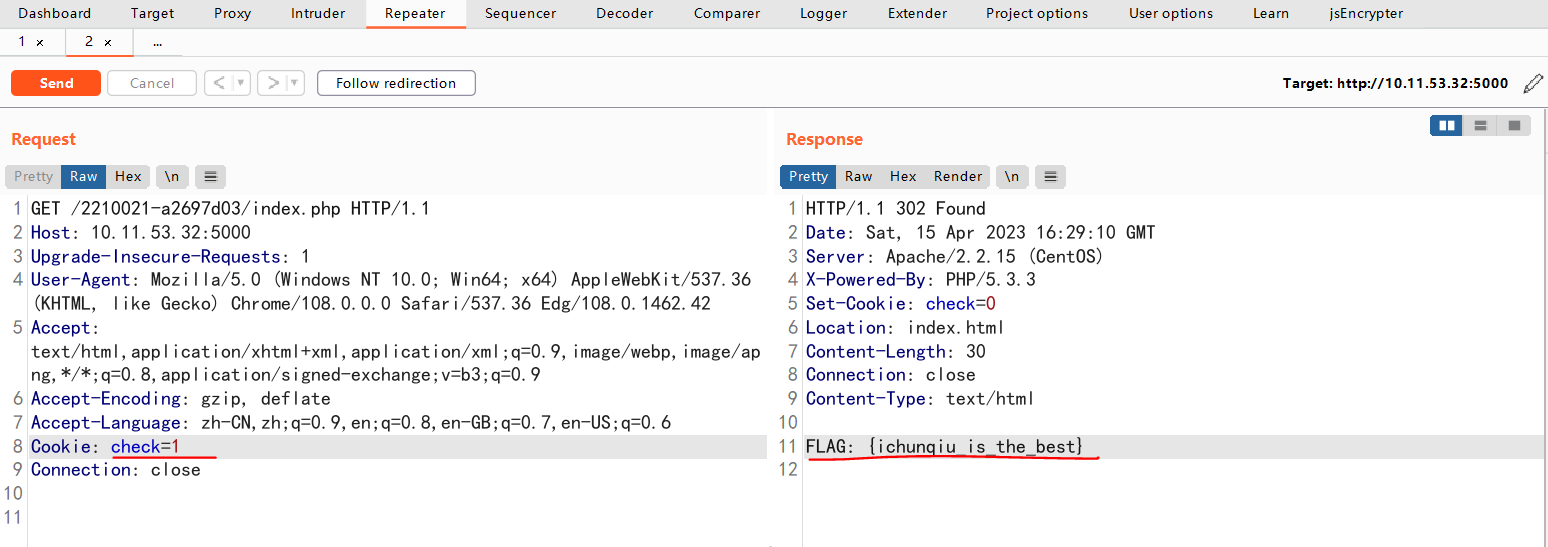 Dashboard Target Proxy Intruder Repeater Sequencer Decoder Comparer Logger Extender Project options User options Learn jsEncrypter
1 × 2 × ...
Send Cancel < ▼ > ▼ Follow redirection Target: http://10.11.53.32:5000
Request
Pretty Raw Hex \n ≡
1 GET /2210021-a2697d03/index.php HTTP/1.1
2 Host: 10.11.53.32:5000
3 Upgrade-Insecure-Requests: 1
4 User-Agent: Mozilla/5.0 (Windows NT 10.0; Win64; x64) AppleWebKit/537.36
(KHTML, like Gecko) Chrome/108.0.0.0 Safari/537.36 Edg/108.0.1462.42
5 Accept:
text/html,application/xhtml+xml,application/xml;q=0.9,image/webp,image/ap
ng,*/*;q=0.8,application/signed-exchange;v=b3;q=0.9
6 Accept-Encoding: gzip, deflate
7 Accept-Language: zh-CN,zh;q=0.9,en;q=0.8,en-GB;q=0.7,en-US;q=0.6
8 Cookie: check=1
9 Connection: close
10
11
Response
Pretty Raw Hex Render \n ≡
1 HTTP/1.1 302 Found
2 Date: Sat, 15 Apr 2023 16:29:10 GMT
3 Server: Apache/2.2.15 (CentOS)
4 X-Powered-By: PHP/5.3.3
5 Set-Cookie: check=0
6 Location: index.html
7 Content-Length: 30
8 Connection: close
9 Content-Type: text/html
10
11 FLAG: {ichunqiu_is_the_best}
12